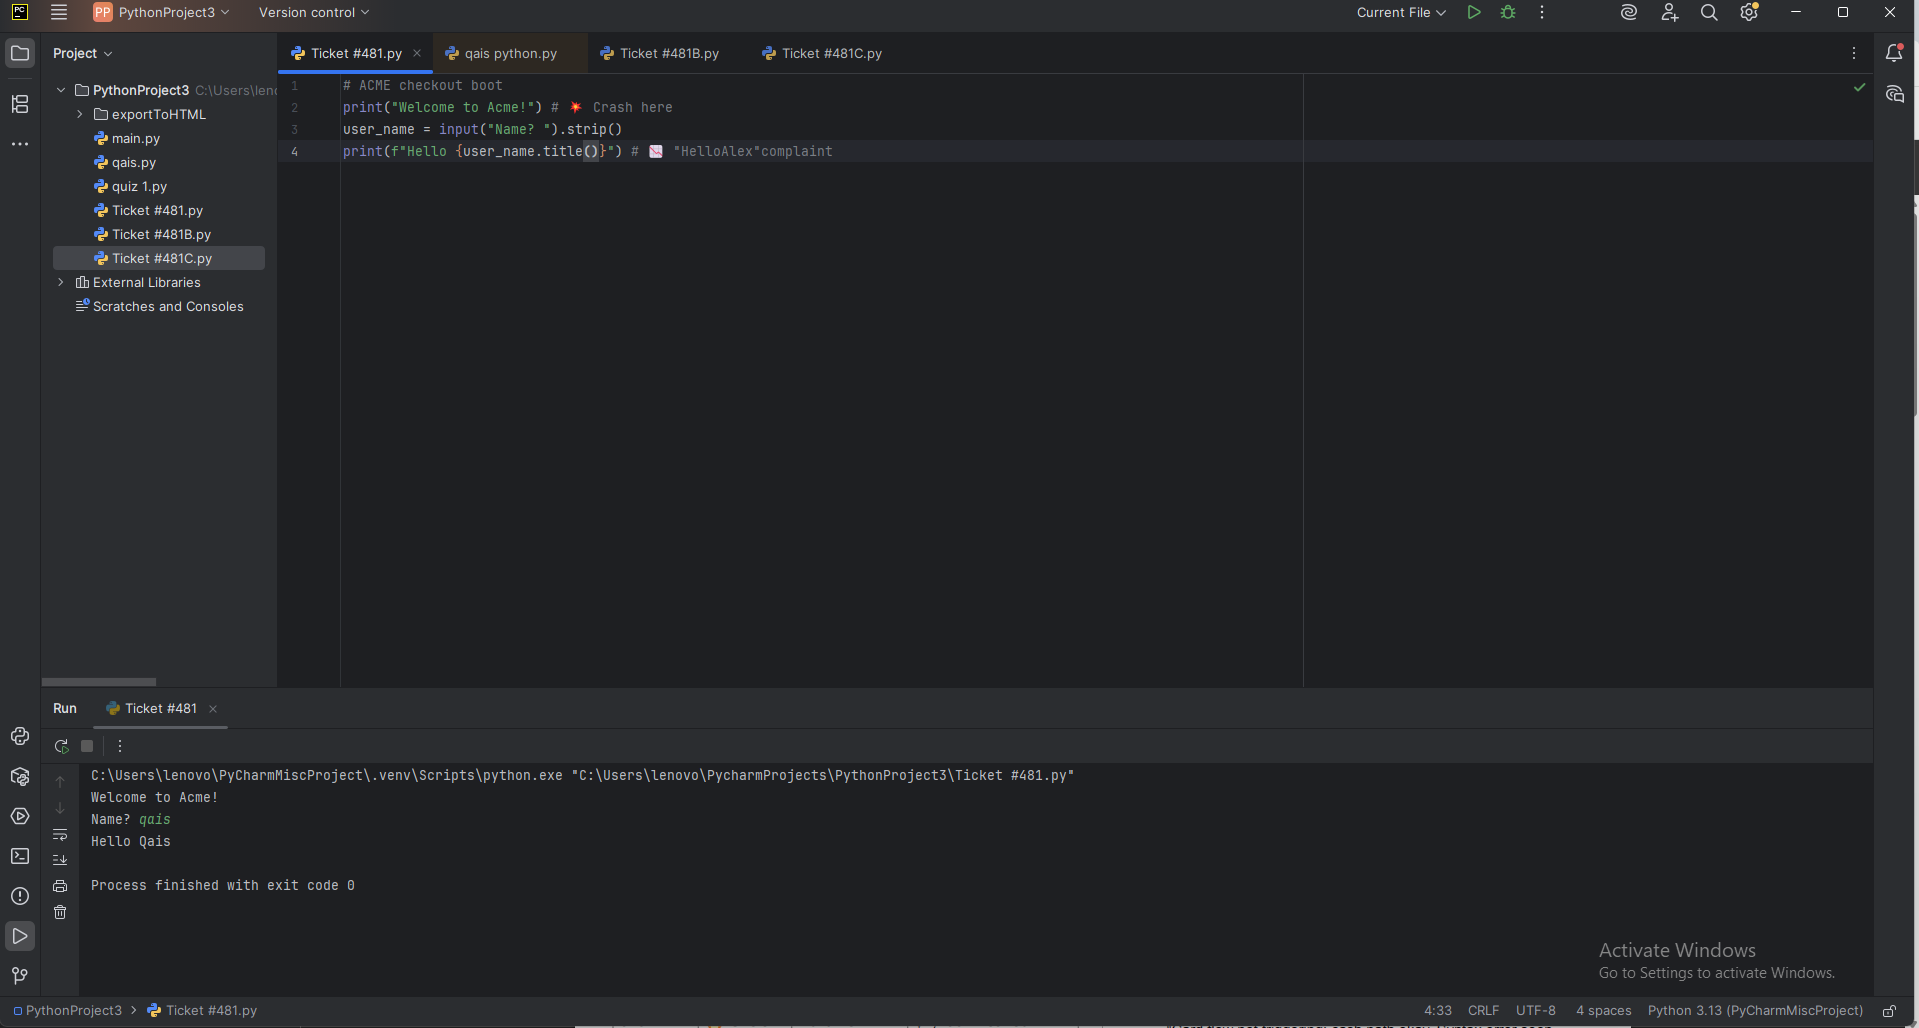 PC
PP PythonProject3
Version control
Current File
Project
Ticket #481.py
qais python.py
Ticket #481B.py
Ticket #481C.py
PythonProject3 C:\Users\len
exportToHTML
main.py
qais.py
quiz 1.py
Ticket #481.py
Ticket #481B.py
Ticket #481C.py
External Libraries
Scratches and Consoles
1 # ACME checkout boot
2 print("Welcome to Acme!") # 💥 Crash here
3 user_name = input("Name? ").strip()
4 print(f"Hello {user_name.title()}") # 📉 "HelloAlex"complaint
Run
Ticket #481
C:\Users\lenovo\PyCharmMiscProject\.venv\Scripts\python.exe "C:\Users\lenovo\PycharmProjects\PythonProject3\Ticket #481.py"
Welcome to Acme!
Name? qais
Hello Qais
Process finished with exit code 0
Activate Windows
Go to Settings to activate Windows.
PythonProject3 > Ticket #481.py
4:33 CRLF UTF-8 4 spaces Python 3.13 (PyCharmMiscProject)